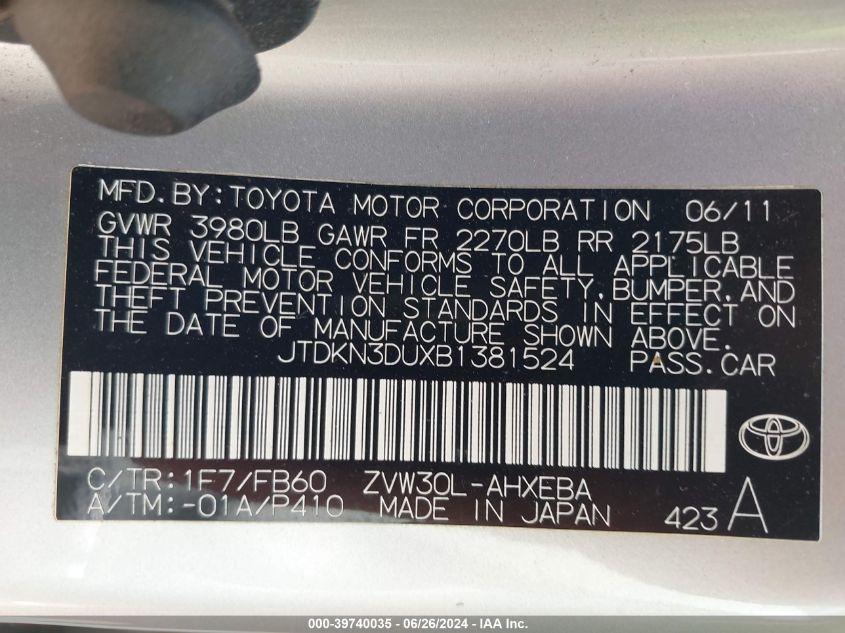 MFD.BY:TOYOTA MOTOR CORPORATION 06/11
GVWR 3980LB GAWR FR 2270LB RR 2175LB
THIS VEHICLE CONFORMS TO ALL APPLICABLE
FEDERAL MOTOR VEHICLE SAFETY,BUMPER,AND
THEFT PREVENTION STANDARDS IN EFFECT ON
THE DATE OF MANUFACTURE SHOWN ABOVE.
JTDKN3DUXB1381524 PASS.CAR
C/TR:1F7/FB60 ZVW30L-AHXEBA
A/TM:-01A/P410 MADE IN JAPAN 423 A
000-39740035 / 06/26/2024 - IAA Inc.